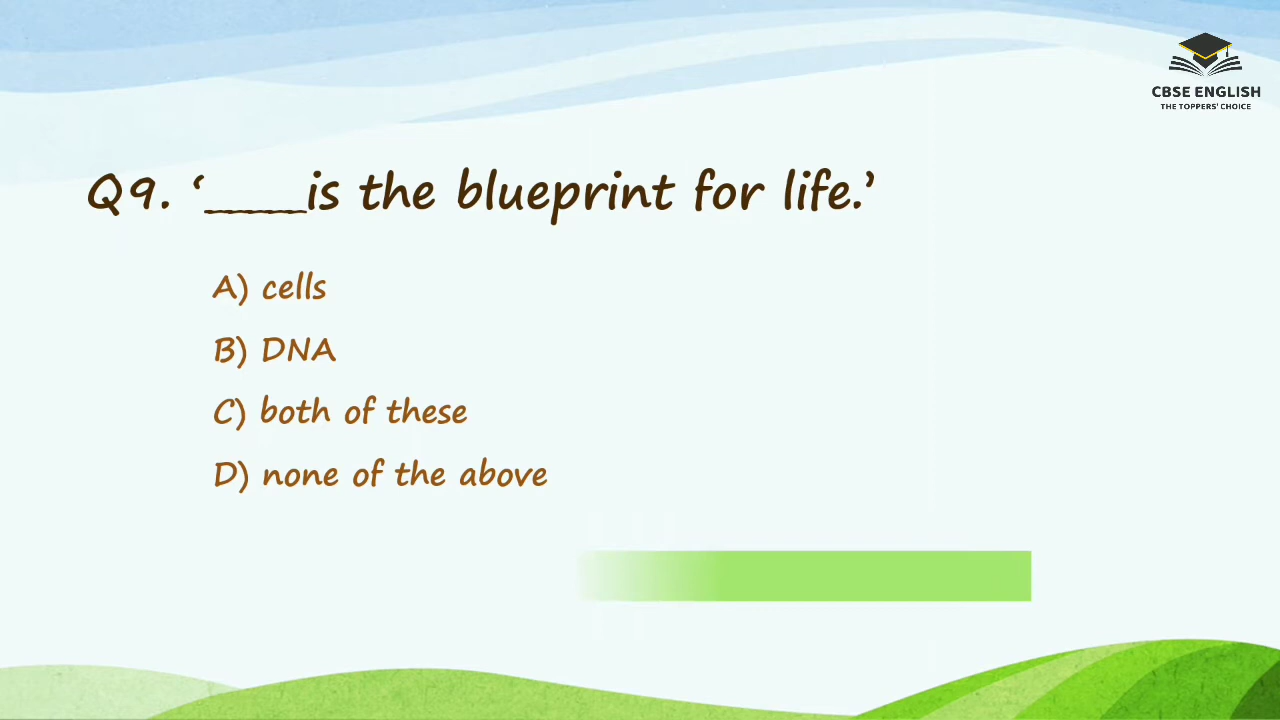 CBSE ENGLISH
THE TOPPERS' CHOICE
Q9. ‘_____is the blueprint for life.’
A) cells
B) DNA
C) both of these
D) none of the above